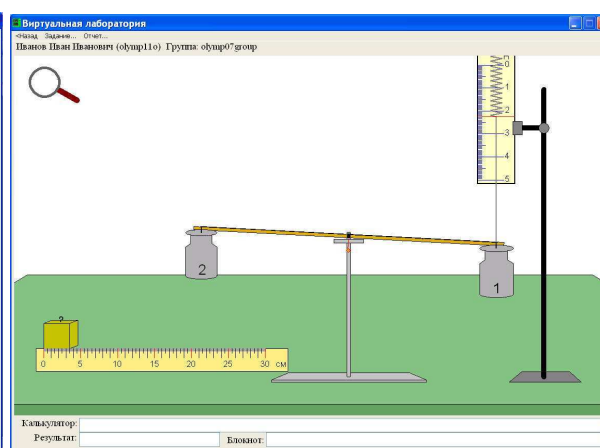 Виртуальная лаборатория
<Назад Задание... Отчет...
Иванов Иван Иванович (olymp11o) Группа: olymp07group
0
1
2
3
4
5
2
1
?
0 5 10 15 20 25 30 см
Калькулятор:
Результат: Блокнот: